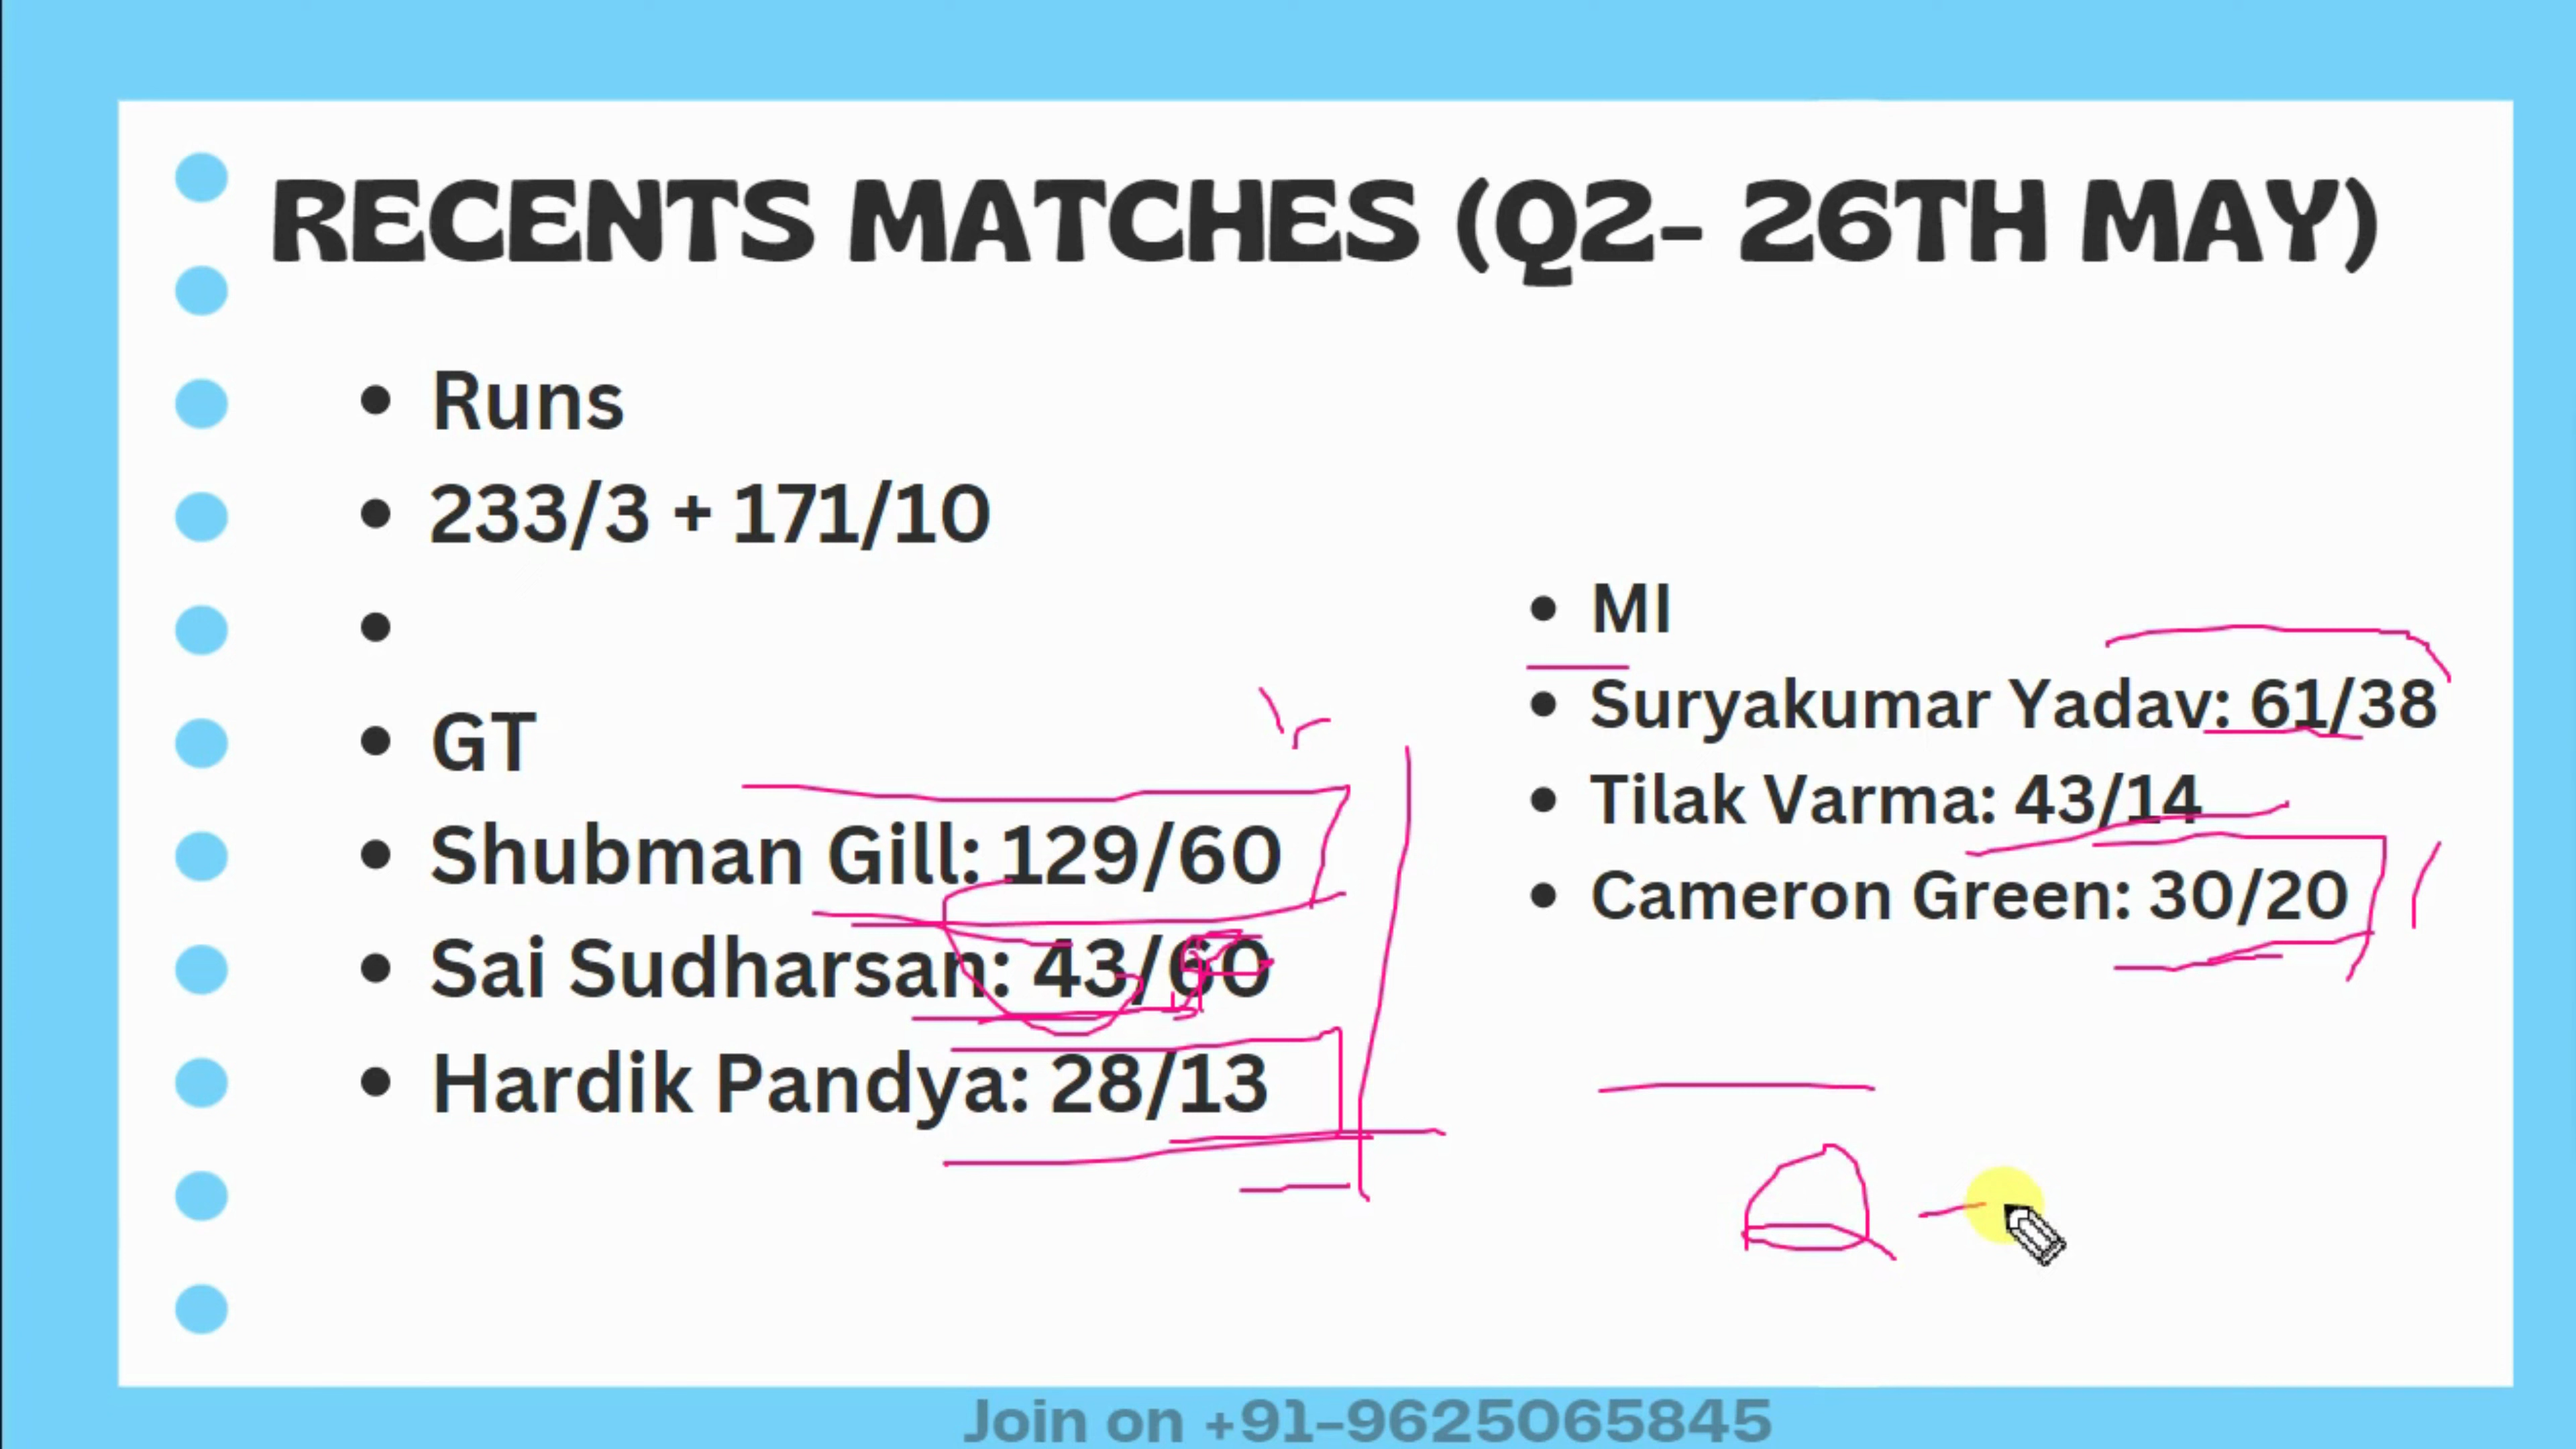 RECENTS MATCHES (Q2- 26TH MAY)
Runs
233/3 + 171/10
GT
Shubman Gill: 129/60
Sai Sudharsan: 43/60
Hardik Pandya: 28/13
MI
Suryakumar Yadav: 61/38
Tilak Varma: 43/14
Cameron Green: 30/20
Join on +91-9625065845